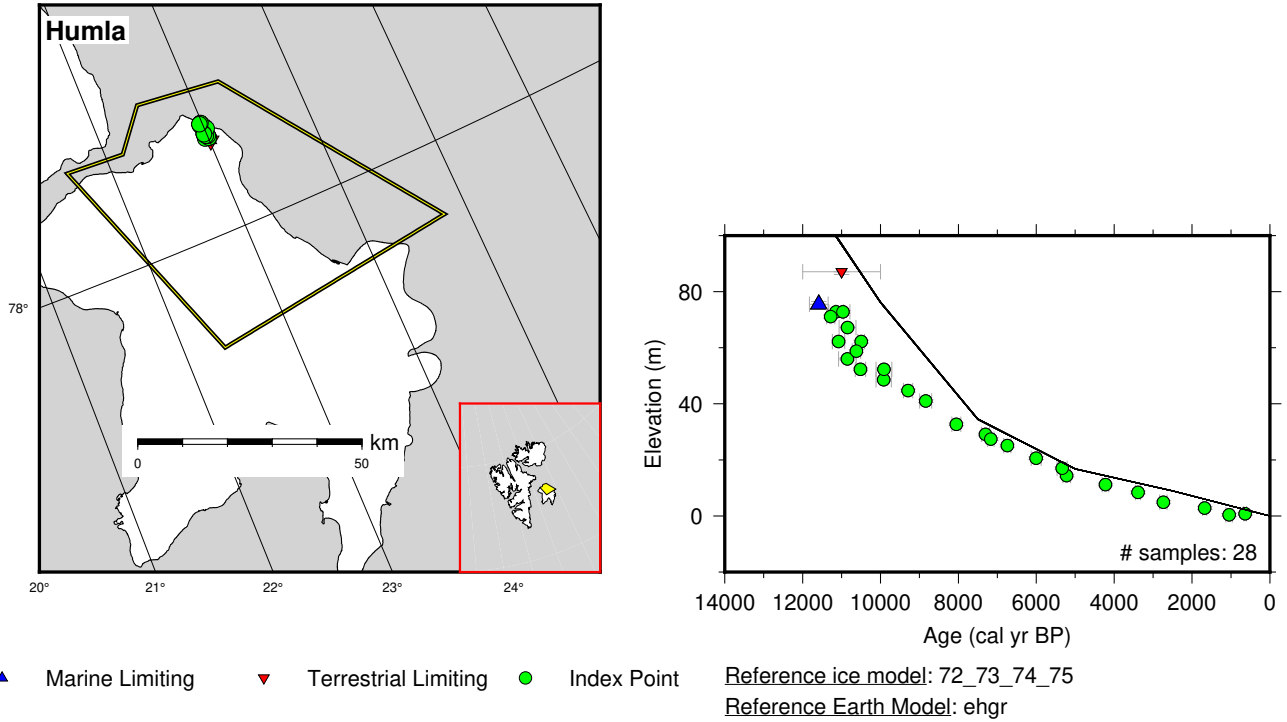 Humla
78°
km
0
50
20°
21°
22°
23°
24°
Elevation (m)
80
40
0
# samples: 28
14000 12000 10000 8000 6000 4000 2000 0
Age (cal yr BP)
Marine Limiting
Terrestrial Limiting
Index Point
Reference ice model: 72_73_74_75
Reference Earth Model: ehgr